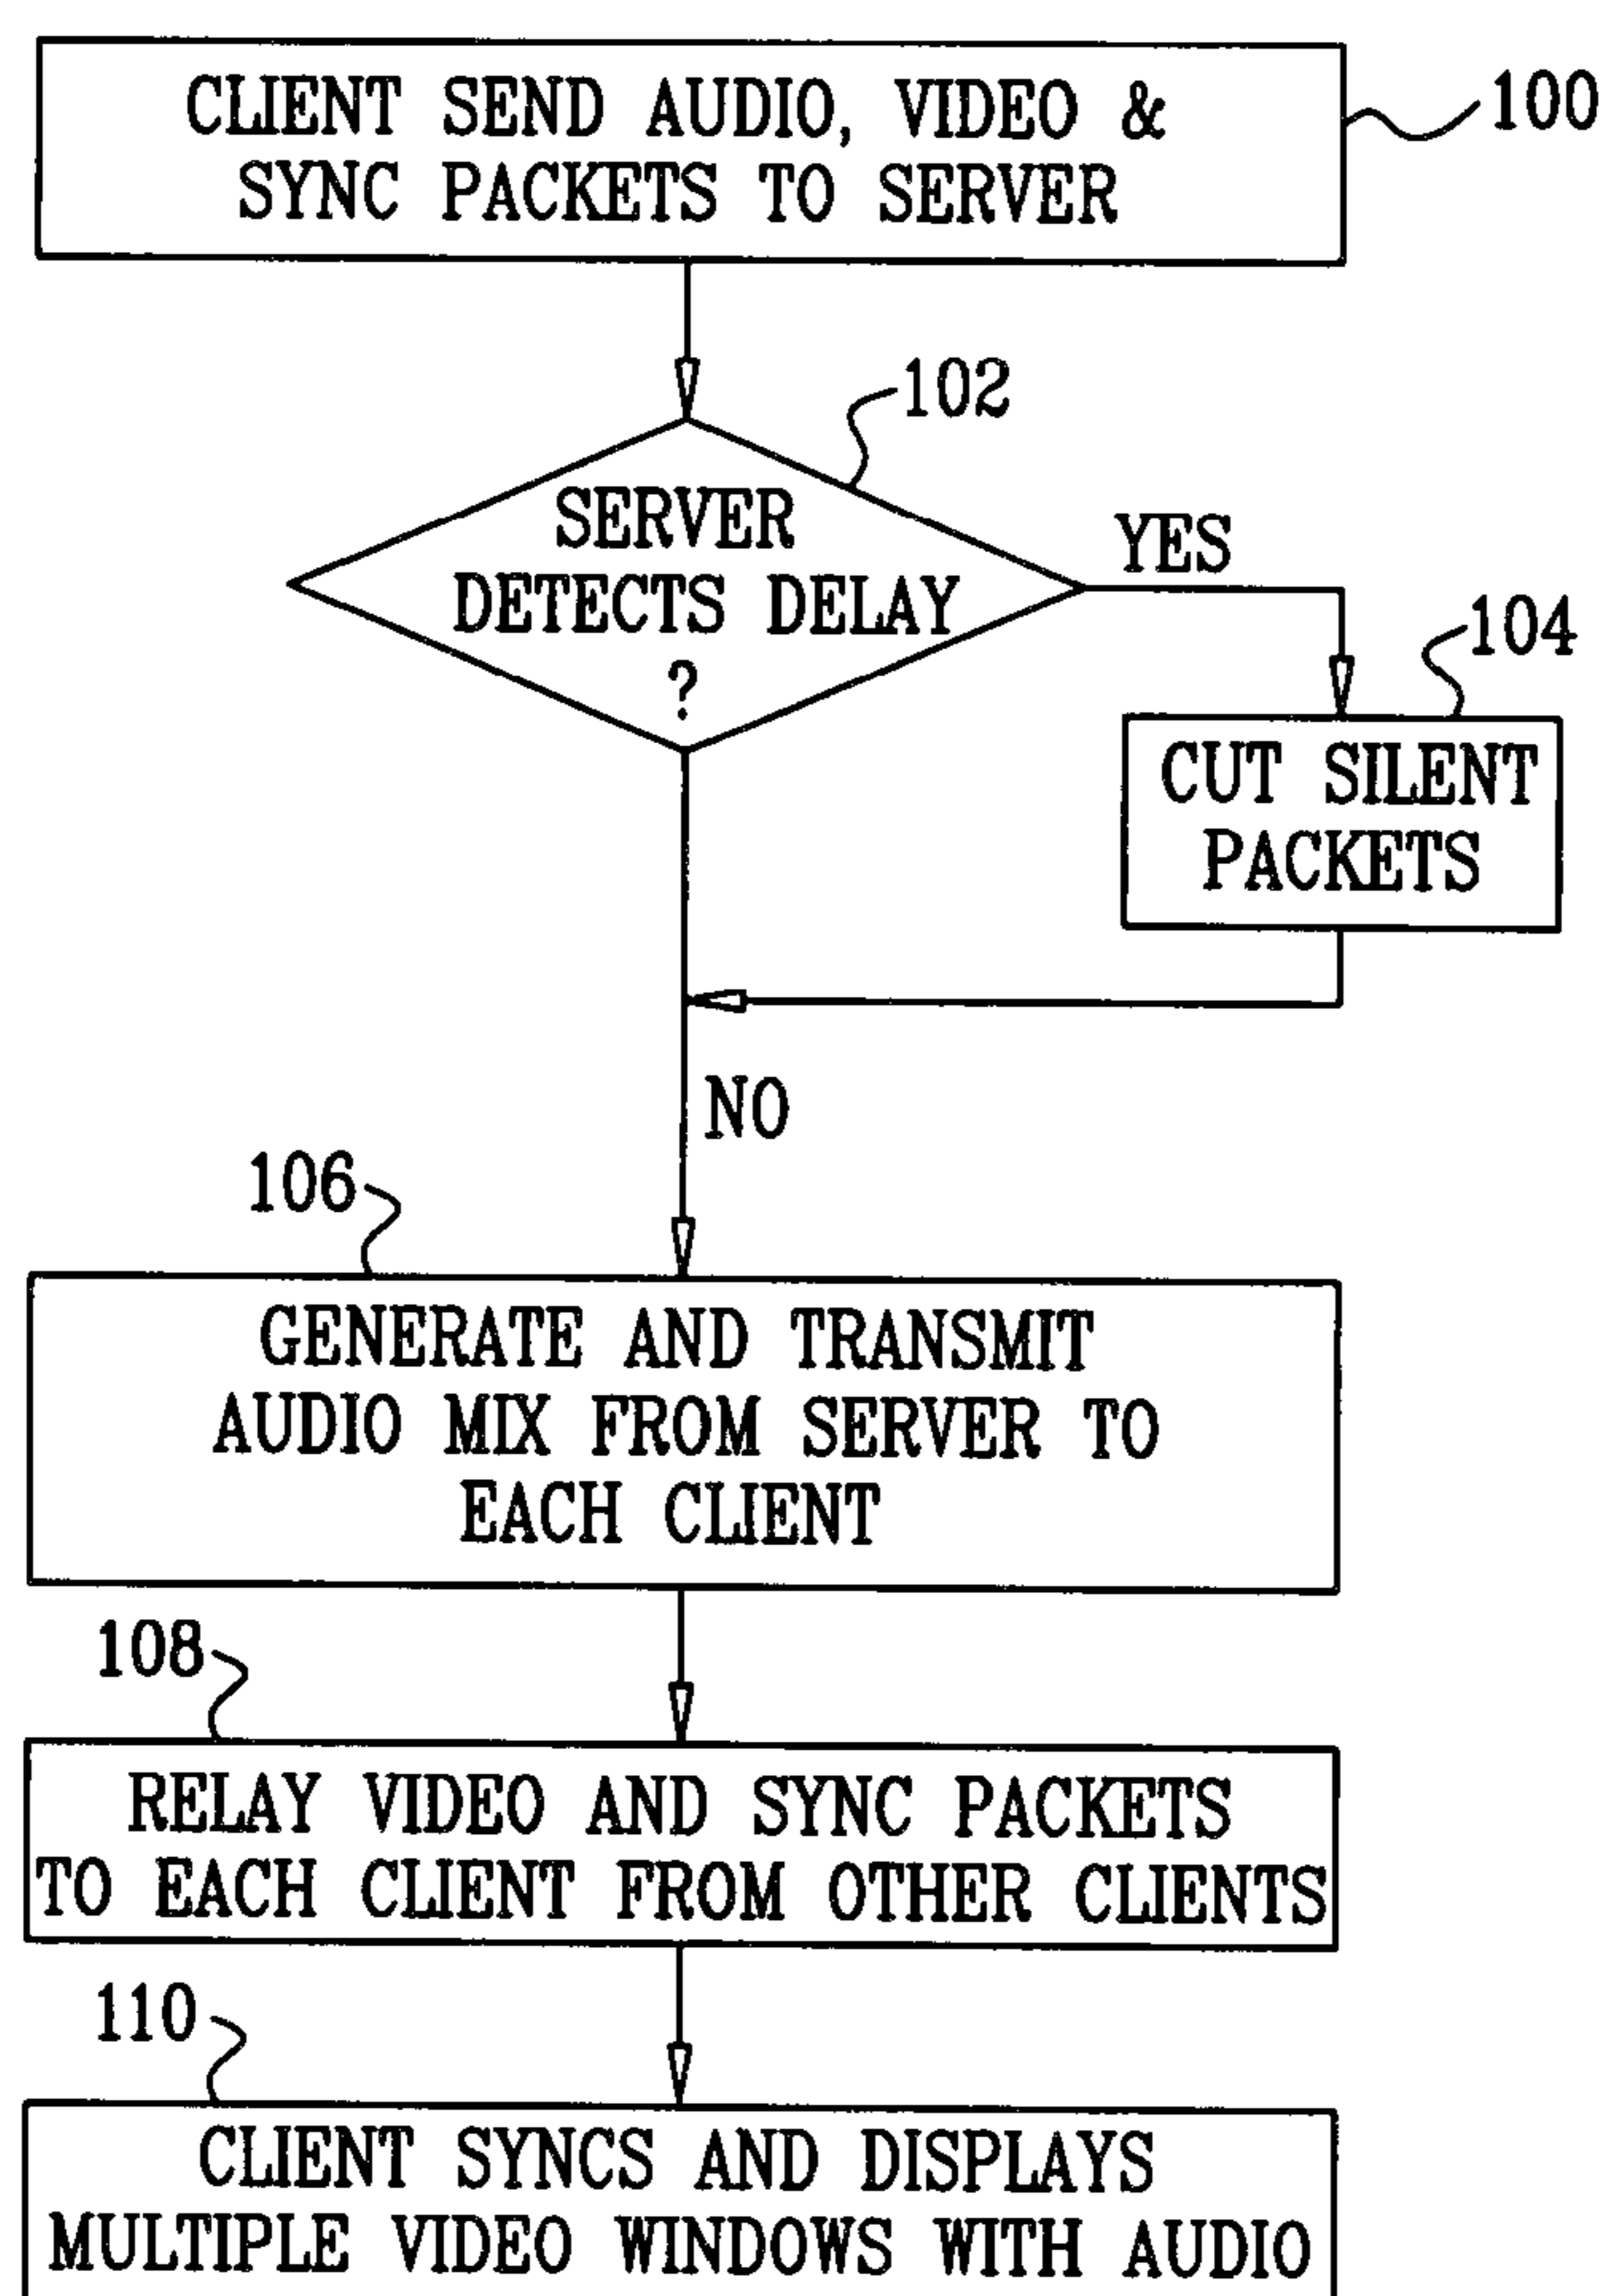 CLIENT SEND AUDIO, VIDEO &
SYNC PACKETS TO SERVER
100
102
SERVER
DETECTS DELAY
?
YES
104
CUT SILENT
PACKETS
NO
106
GENERATE AND TRANSMIT
AUDIO MIX FROM SERVER TO
EACH CLIENT
108
RELAY VIDEO AND SYNC PACKETS
TO EACH CLIENT FROM OTHER CLIENTS
110
CLIENT SYNCS AND DISPLAYS
MULTIPLE VIDEO WINDOWS WITH AUDIO